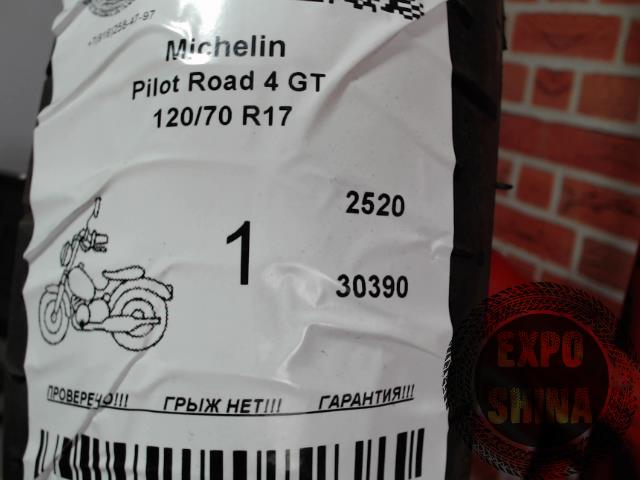 Michelin
Pilot Road 4 GT
120/70 R17
2520
1
30390
ПРОВЕРЕНО!!! ГРЫЖ НЕТ!!! ГАРАНТИЯ!!!
EXPO
SHINA